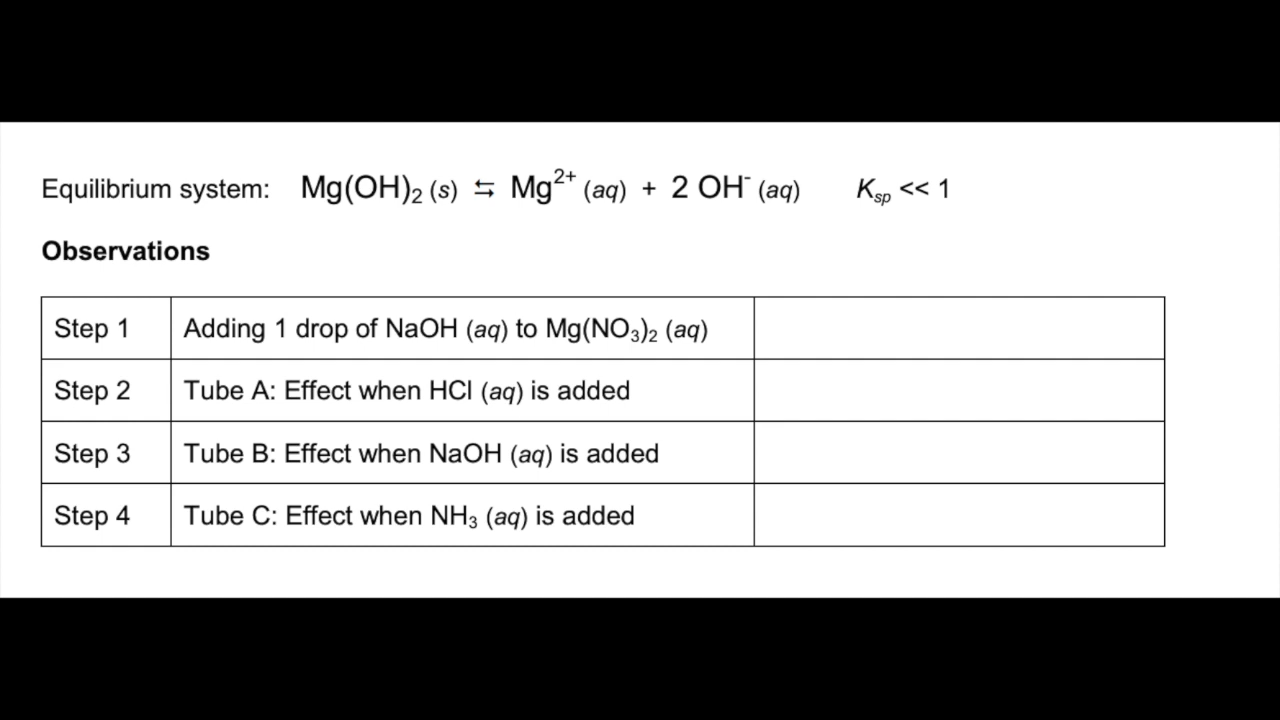 Equilibrium system: Mg(OH)₂ (s) ⇆ Mg²⁺ (aq) + 2 OH⁻ (aq) Kₛₚ << 1
Observations
Step 1 Adding 1 drop of NaOH (aq) to Mg(NO₃)₂ (aq)
Step 2 Tube A: Effect when HCl (aq) is added
Step 3 Tube B: Effect when NaOH (aq) is added
Step 4 Tube C: Effect when NH₃ (aq) is added